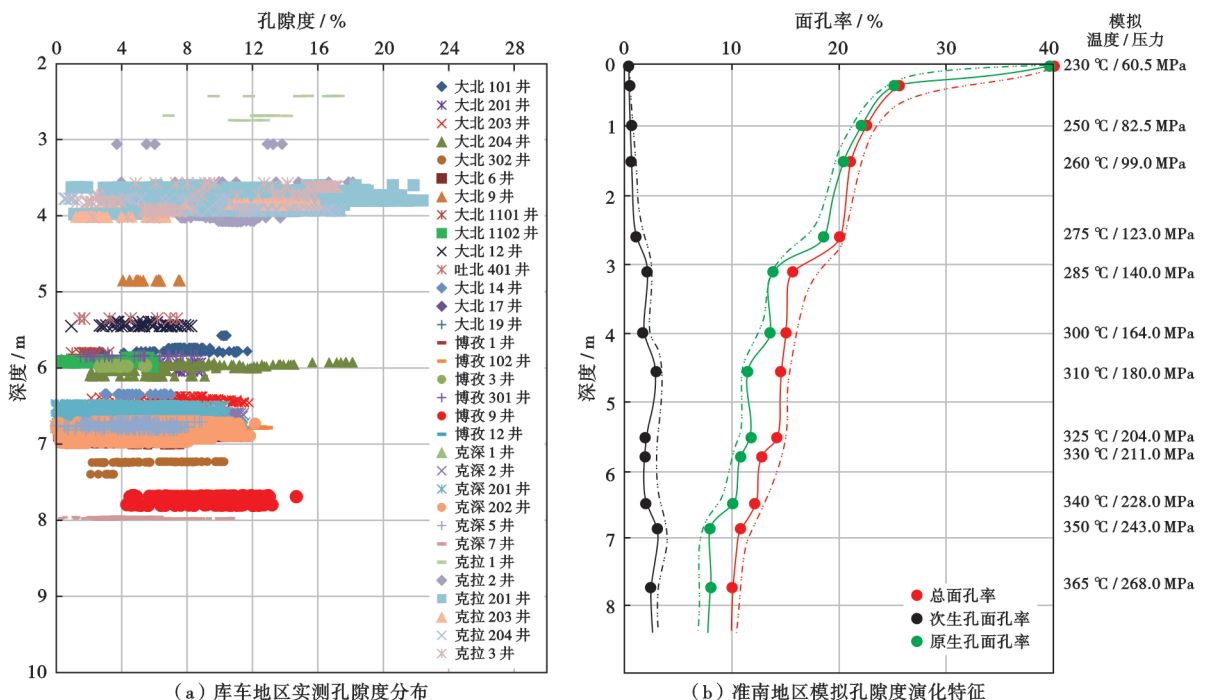 孔隙度 / %
0 4 8 12 16 20 24 28
2
3
4
5
6
7
8
9
10
深度 / m
大北 101 井
大北 201 井
大北 203 井
大北 204 井
大北 302 井
大北 6 井
大北 9 井
大北 1101 井
大北 1102 井
大北 12 井
吐北 401 井
大北 14 井
大北 17 井
大北 19 井
博孜 1 井
博孜 102 井
博孜 3 井
博孜 301 井
博孜 9 井
博孜 12 井
克深 1 井
克深 2 井
克深 201 井
克深 202 井
克深 5 井
克深 7 井
克拉 1 井
克拉 2 井
克拉 201 井
克拉 203 井
克拉 204 井
克拉 3 井
（a）库车地区实测孔隙度分布
面孔率 / %
0 10 20 30 40
0
1
2
3
4
5
6
7
8
深度 / m
模拟
温度 / 压力
230 ℃ / 60.5 MPa
250 ℃ / 82.5 MPa
260 ℃ / 99.0 MPa
275 ℃ / 123.0 MPa
285 ℃ / 140.0 MPa
300 ℃ / 164.0 MPa
310 ℃ / 180.0 MPa
325 ℃ / 204.0 MPa
330 ℃ / 211.0 MPa
340 ℃ / 228.0 MPa
350 ℃ / 243.0 MPa
365 ℃ / 268.0 MPa
总面孔率
次生孔面孔率
原生孔面孔率
（b）准南地区模拟孔隙度演化特征